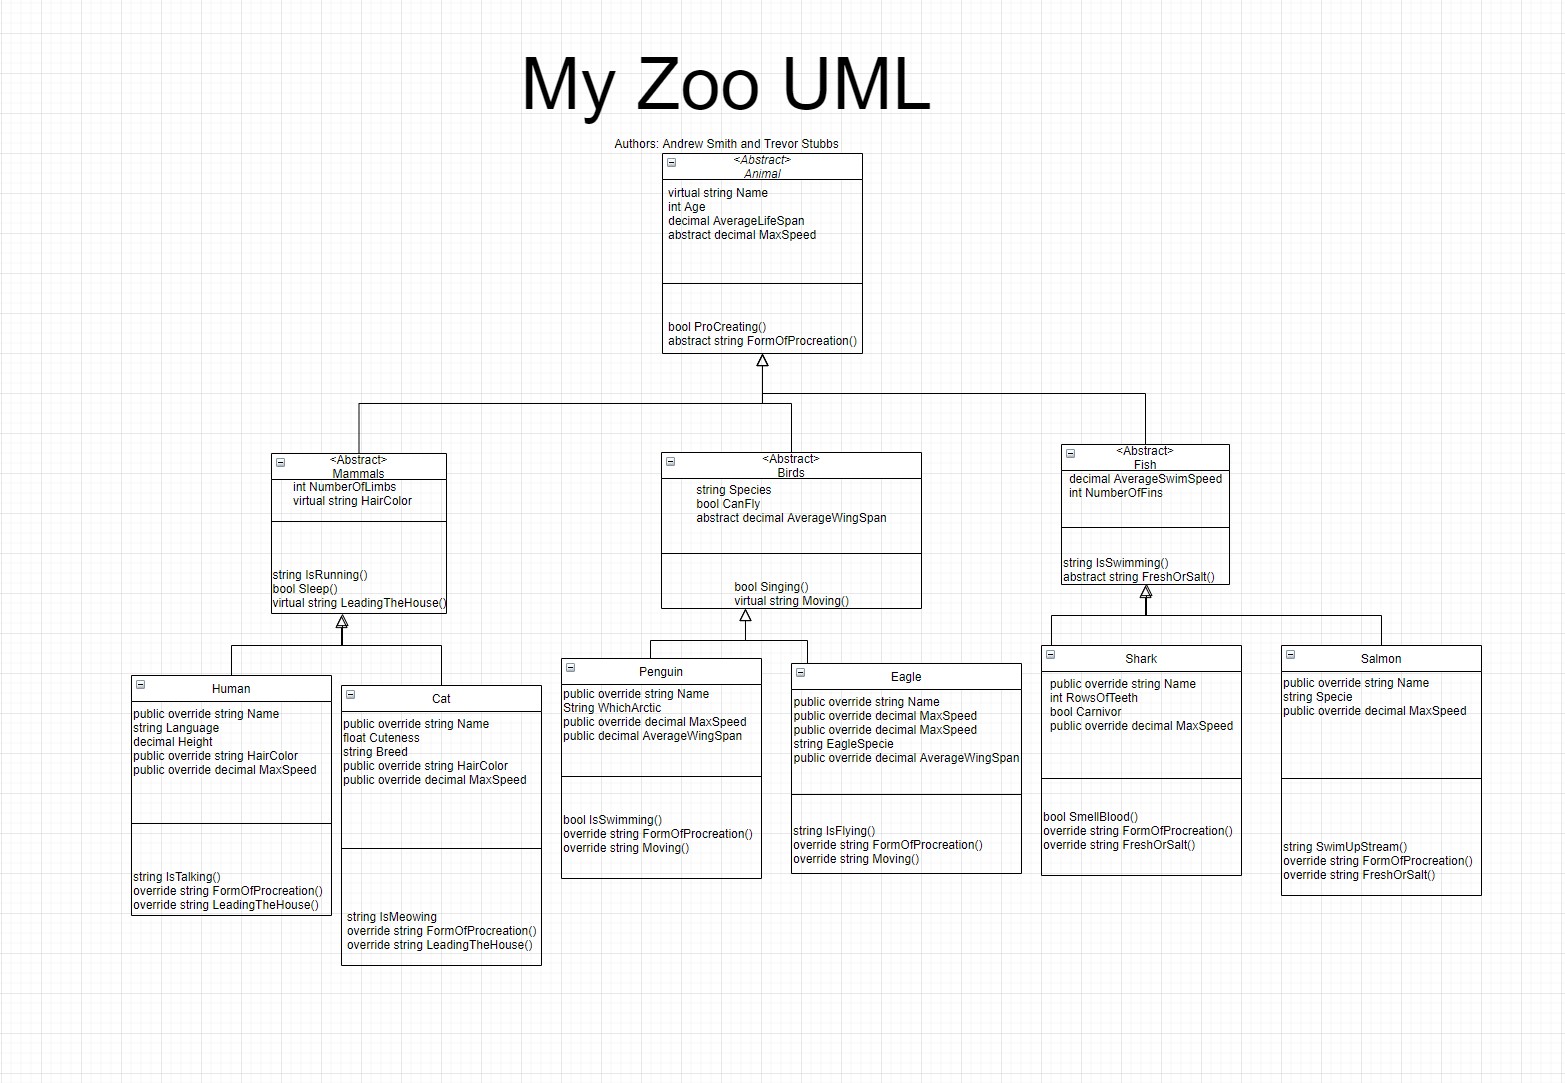 My Zoo UML
Authors: Andrew Smith and Trevor Stubbs
<Abstract>
Animal
virtual string Name
int Age
decimal AverageLifeSpan
abstract decimal MaxSpeed
bool ProCreating()
abstract string FormOfProcreation()
<Abstract>
Mammals
int NumberOfLimbs
virtual string HairColor
string IsRunning()
bool Sleep()
virtual string LeadingTheHouse()
<Abstract>
Birds
string Species
bool CanFly
abstract decimal AverageWingSpan
bool Singing()
virtual string Moving()
<Abstract>
Fish
decimal AverageSwimSpeed
int NumberOfFins
string IsSwimming()
abstract string FreshOrSalt()
Human
public override string Name
string Language
decimal Height
public override string HairColor
public override decimal MaxSpeed
string IsTalking()
override string FormOfProcreation()
override string LeadingTheHouse()
Cat
public override string Name
float Cuteness
string Breed
public override string HairColor
public override decimal MaxSpeed
string IsMeowing
override string FormOfProcreation()
override string LeadingTheHouse()
Penguin
public override string Name
String WhichArctic
public override decimal MaxSpeed
public decimal AverageWingSpan
bool IsSwimming()
override string FormOfProcreation()
override string Moving()
Eagle
public override string Name
public override decimal MaxSpeed
public override decimal MaxSpeed
string EagleSpecie
public override decimal AverageWingSpan
string IsFlying()
override string FormOfProcreation()
override string Moving()
Shark
public override string Name
int RowsOfTeeth
bool Carnivor
public override decimal MaxSpeed
bool SmellBlood()
override string FormOfProcreation()
override string FreshOrSalt()
Salmon
public override string Name
string Specie
public override decimal MaxSpeed
string SwimUpStream()
override string FormOfProcreation()
override string FreshOrSalt()